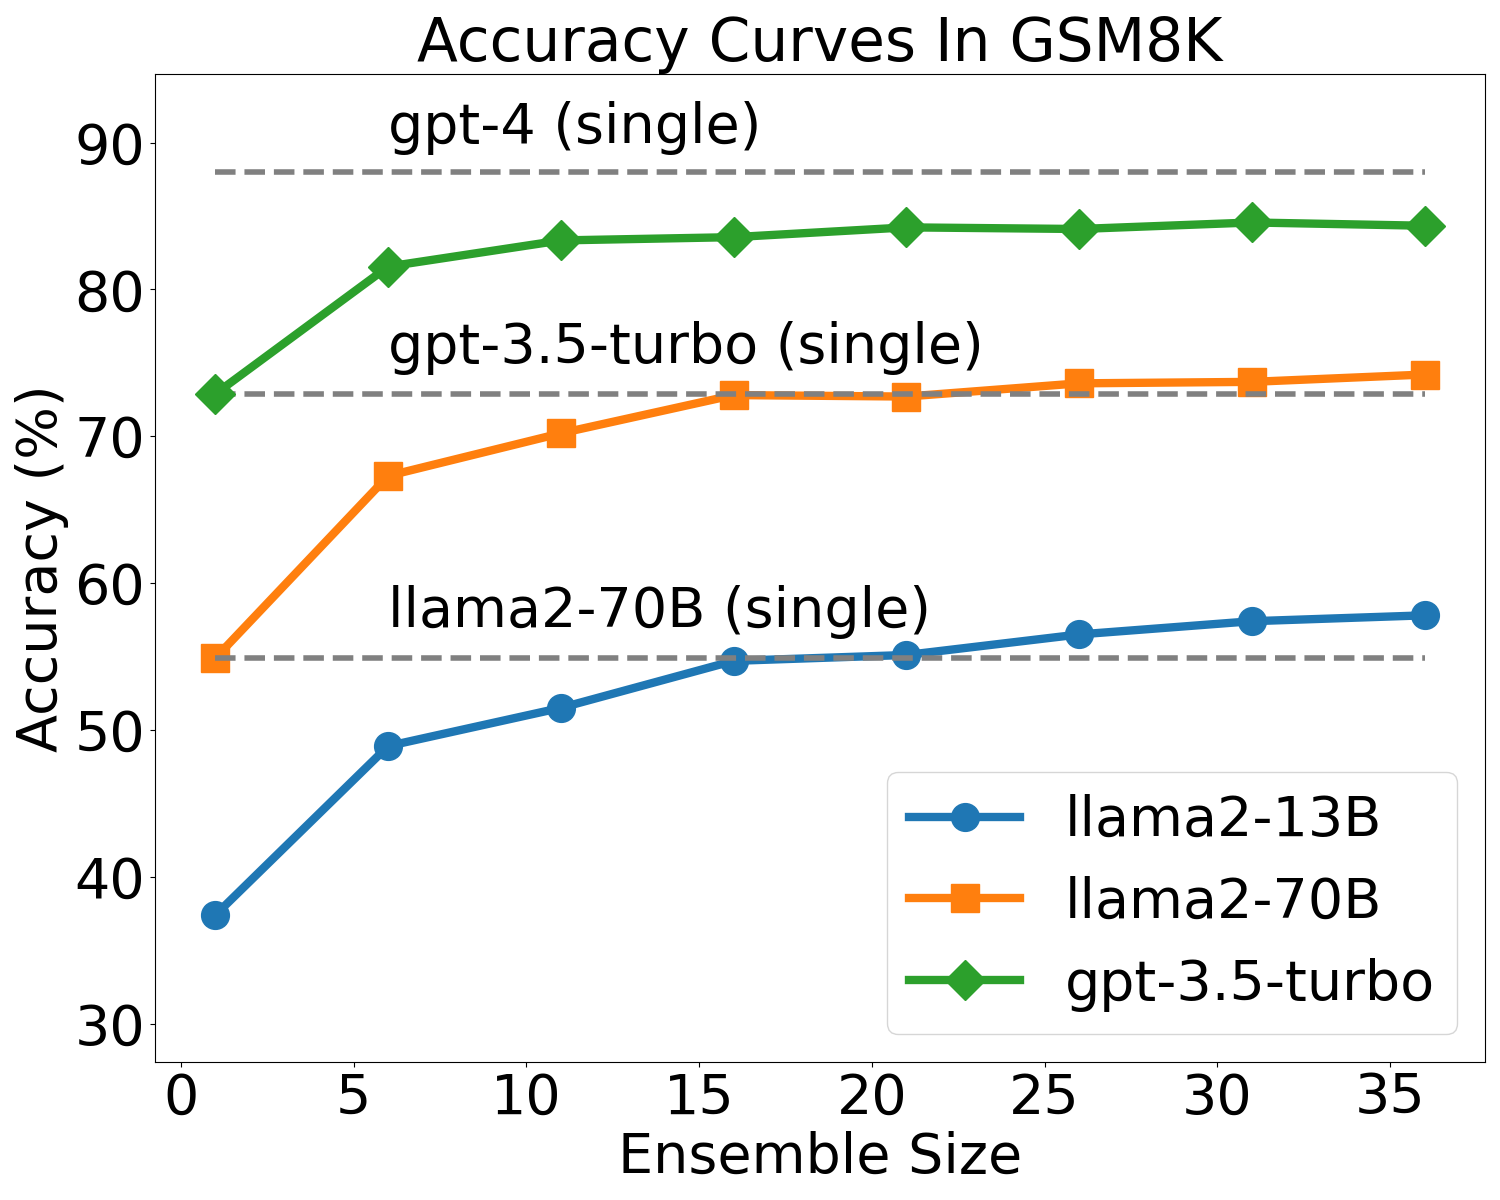 Accuracy Curves In GSM8K
gpt-4 (single)
gpt-3.5-turbo (single)
llama2-70B (single)
Accuracy (%)
90
80
70
60
50
40
30
llama2-13B
llama2-70B
gpt-3.5-turbo
0 5 10 15 20 25 30 35
Ensemble Size